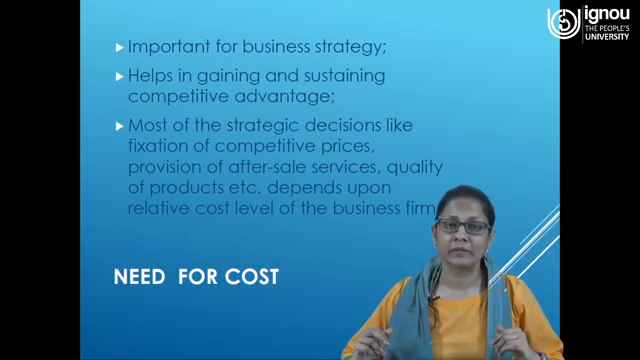 Important for business strategy;
Helps in gaining and sustaining
competitive advantage;
Most of the strategic decisions like
fixation of competitive prices,
provision of after-sale services, quality
of products etc. depends upon
relative cost level of the business firm
NEED FOR COST
ignou
THE PEOPLE'S
UNIVERSITY